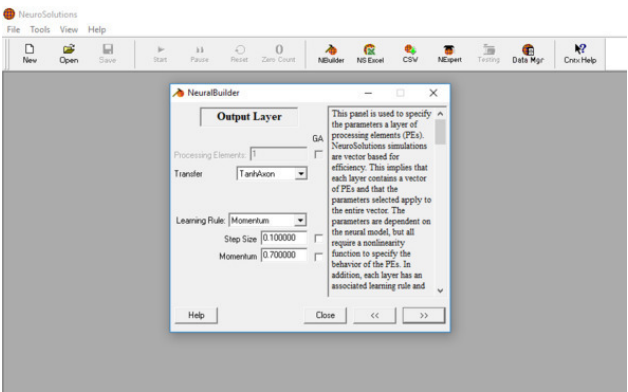 NeuroSolutions
File Tools View Help
New Open Save Start Pause Reset Zero Count NBuilder NS Excel CSV NExpert Testing Data Mgr Cntx Help
NeuralBuilder
Output Layer
GA
Processing Elements: 1
Transfer TanhAxon
Learning Rule: Momentum
Step Size 0.100000
Momentum 0.700000
This panel is used to specify
the parameters a layer of
processing elements (PEs).
NeuroSolutions simulations
are vector based for
efficiency. This implies that
each layer contains a vector
of PEs and that the
parameters selected apply to
the entire vector. The
parameters are dependent on
the neural model, but all
require a nonlinearity
function to specify the
behavior of the PEs. In
addition, each layer has an
associated learning rule and
Help Close << >>